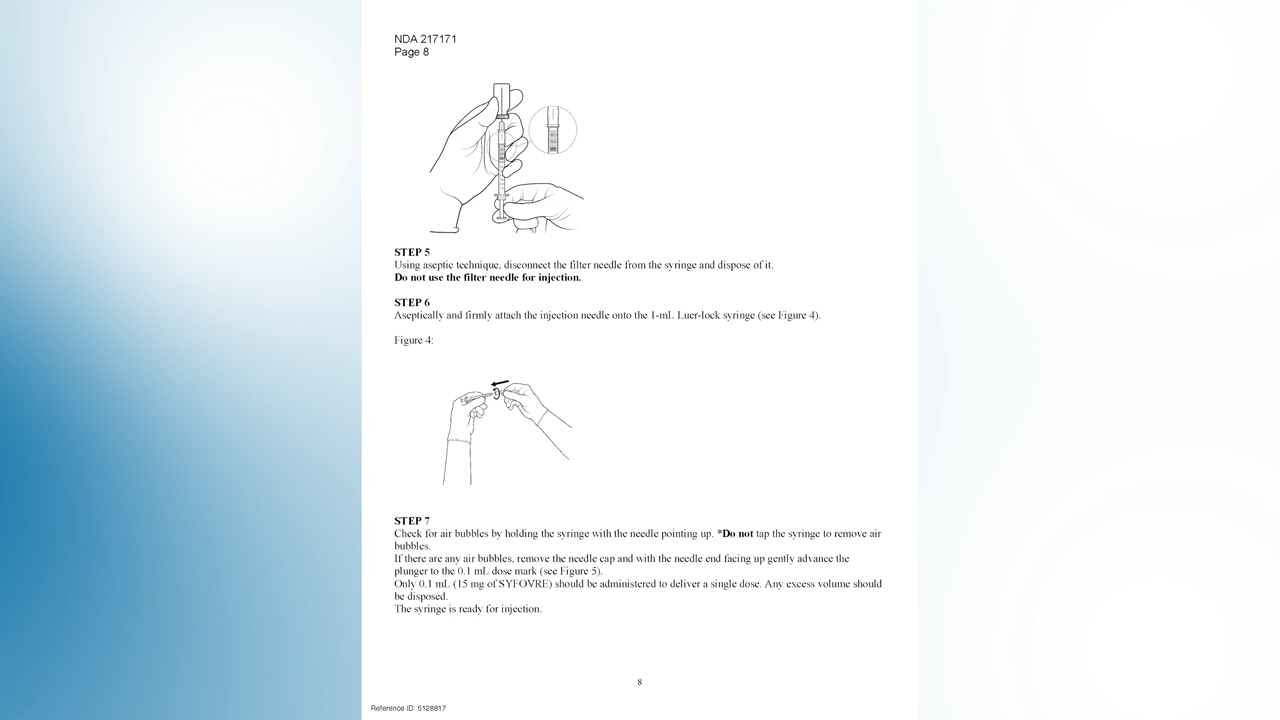 NDA 217171
Page 8
STEP 5
Using aseptic technique, disconnect the filter needle from the syringe and dispose of it.
Do not use the filter needle for injection.
STEP 6
Aseptically and firmly attach the injection needle onto the 1-mL Luer-lock syringe (see Figure 4).
Figure 4:
STEP 7
Check for air bubbles by holding the syringe with the needle pointing up. *Do not tap the syringe to remove air
bubbles.
If there are any air bubbles, remove the needle cap and with the needle end facing up gently advance the
plunger to the 0.1 mL dose mark (see Figure 5).
Only 0.1 mL (15 mg of SYFOVRE) should be administered to deliver a single dose. Any excess volume should
be disposed.
The syringe is ready for injection.
8
Reference ID: 5128817